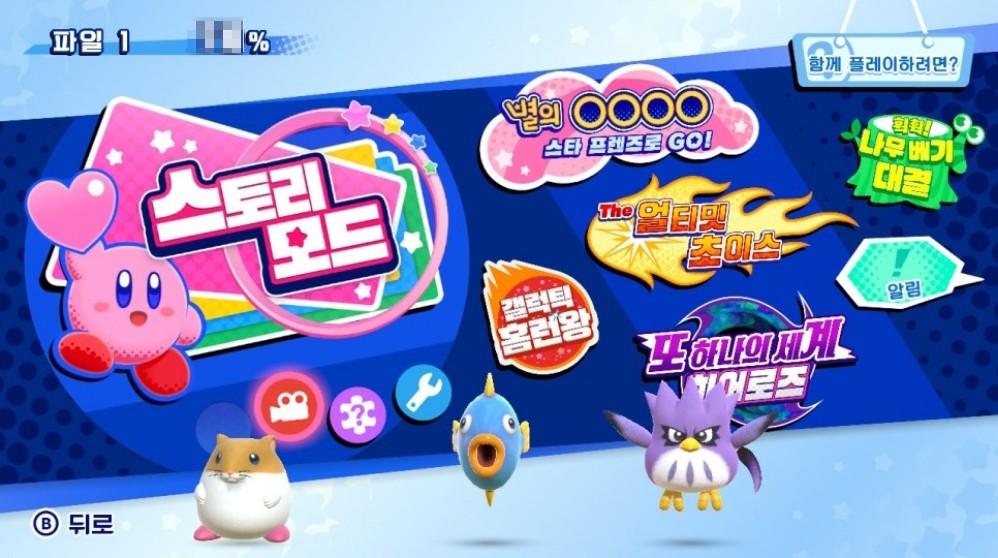 파일 1 %
함께 플레이하려면?
별의 OOOO
스타 프렌즈로 GO!
휙휙!
나무 베기
대결
스토리
모드
The 얼티밋
초이스
! 알림
갤럭틱
홈런왕
또 하나의 세계
히어로즈
?
B 뒤로